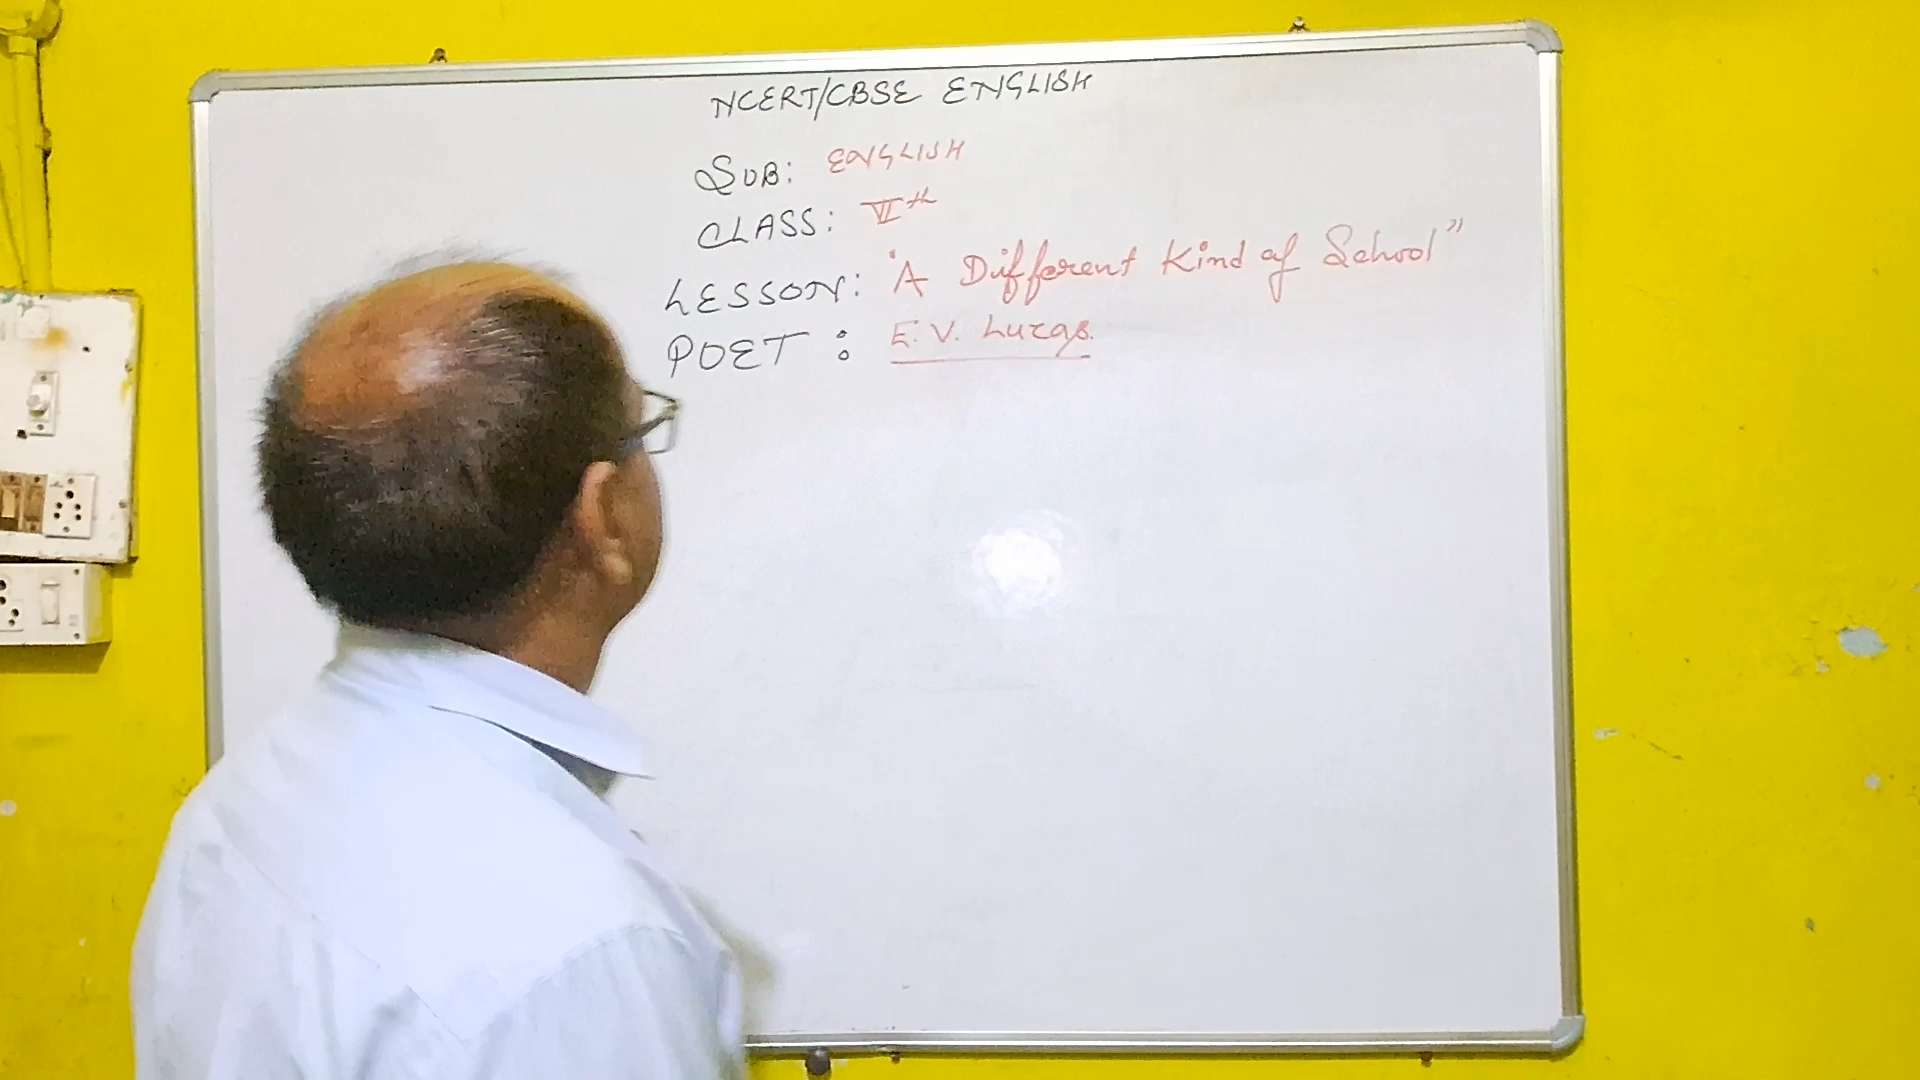 NCERT/CBSE ENGLISH
SUB: ENGLISH
CLASS: VIth
LESSON: "A Different Kind of School"
POET : E. V. Lucas.